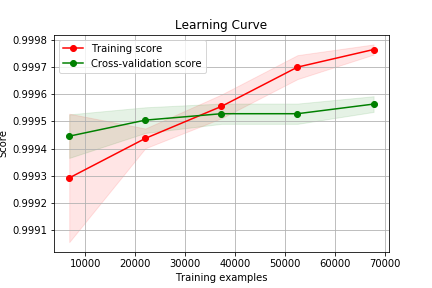 Learning Curve
0.9998
0.9997
0.9996
0.9995
0.9994
0.9993
0.9992
0.9991
Score
Training score
Cross-validation score
10000 20000 30000 40000 50000 60000 70000
Training examples